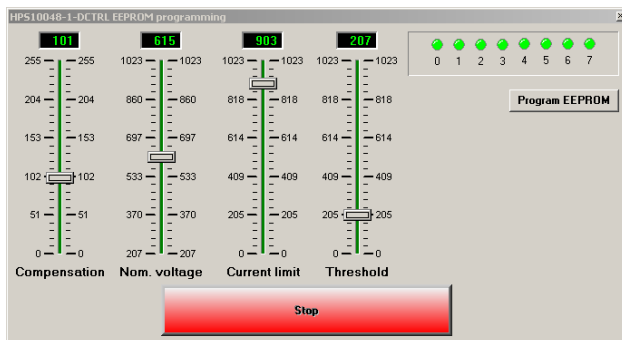 HPS10048-1-DCTRL EEPROM programming
101 615 903 207
255 255 1023 1023 1023 1023 1023 1023
0 1 2 3 4 5 6 7
204 204 860 860 818 818 818 818
Program EEPROM
153 153 697 697 614 614 614 614
102 102 533 533 409 409 409 409
51 51 370 370 205 205 205 205
0 0 207 207 0 0 0 0
Compensation Nom. voltage Current limit Threshold
Stop